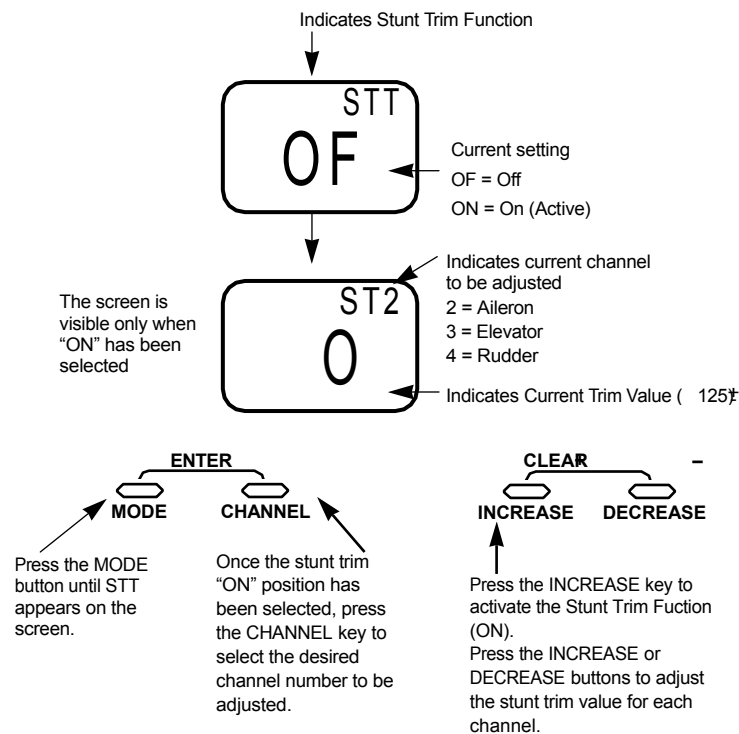 Indicates Stunt Trim Function
STT
OF
Current setting
OF = Off
ON = On (Active)
Indicates current channel
to be adjusted
2 = Aileron
3 = Elevator
4 = Rudder
The screen is
visible only when
“ON” has been
selected
ST2
0
Indicates Current Trim Value ( 125)±
ENTER
MODE
CHANNEL
CLEAR
+
–
INCREASE
DECREASE
Press the MODE
button until STT
appears on the
screen.
Once the stunt trim
“ON” position has
been selected, press
the CHANNEL key to
select the desired
channel number to be
adjusted.
Press the INCREASE key to
activate the Stunt Trim Fuction
(ON).
Press the INCREASE or
DECREASE buttons to adjust
the stunt trim value for each
channel.